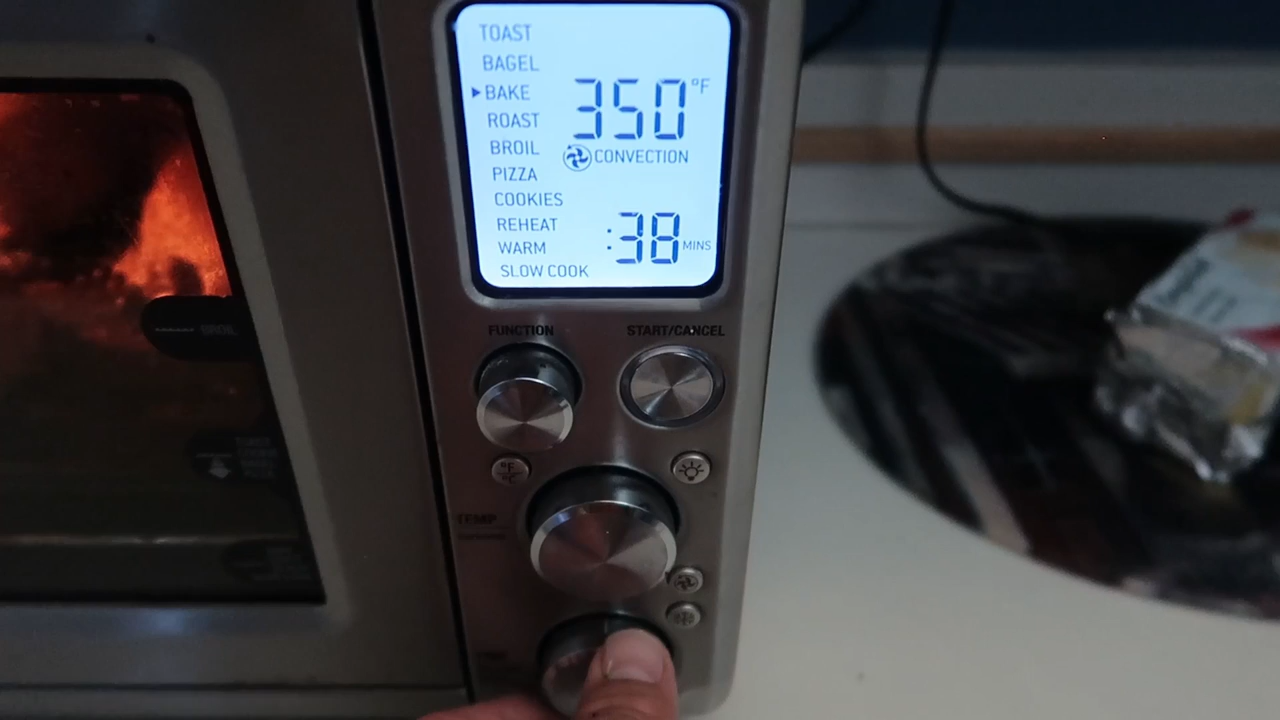 TOAST
BAGEL
BAKE
ROAST
BROIL
PIZZA
COOKIES
REHEAT
WARM
SLOW COOK
350°F
CONVECTION
:38 MINS
FUNCTION
START/CANCEL
°F
°C
TEMP
BROIL